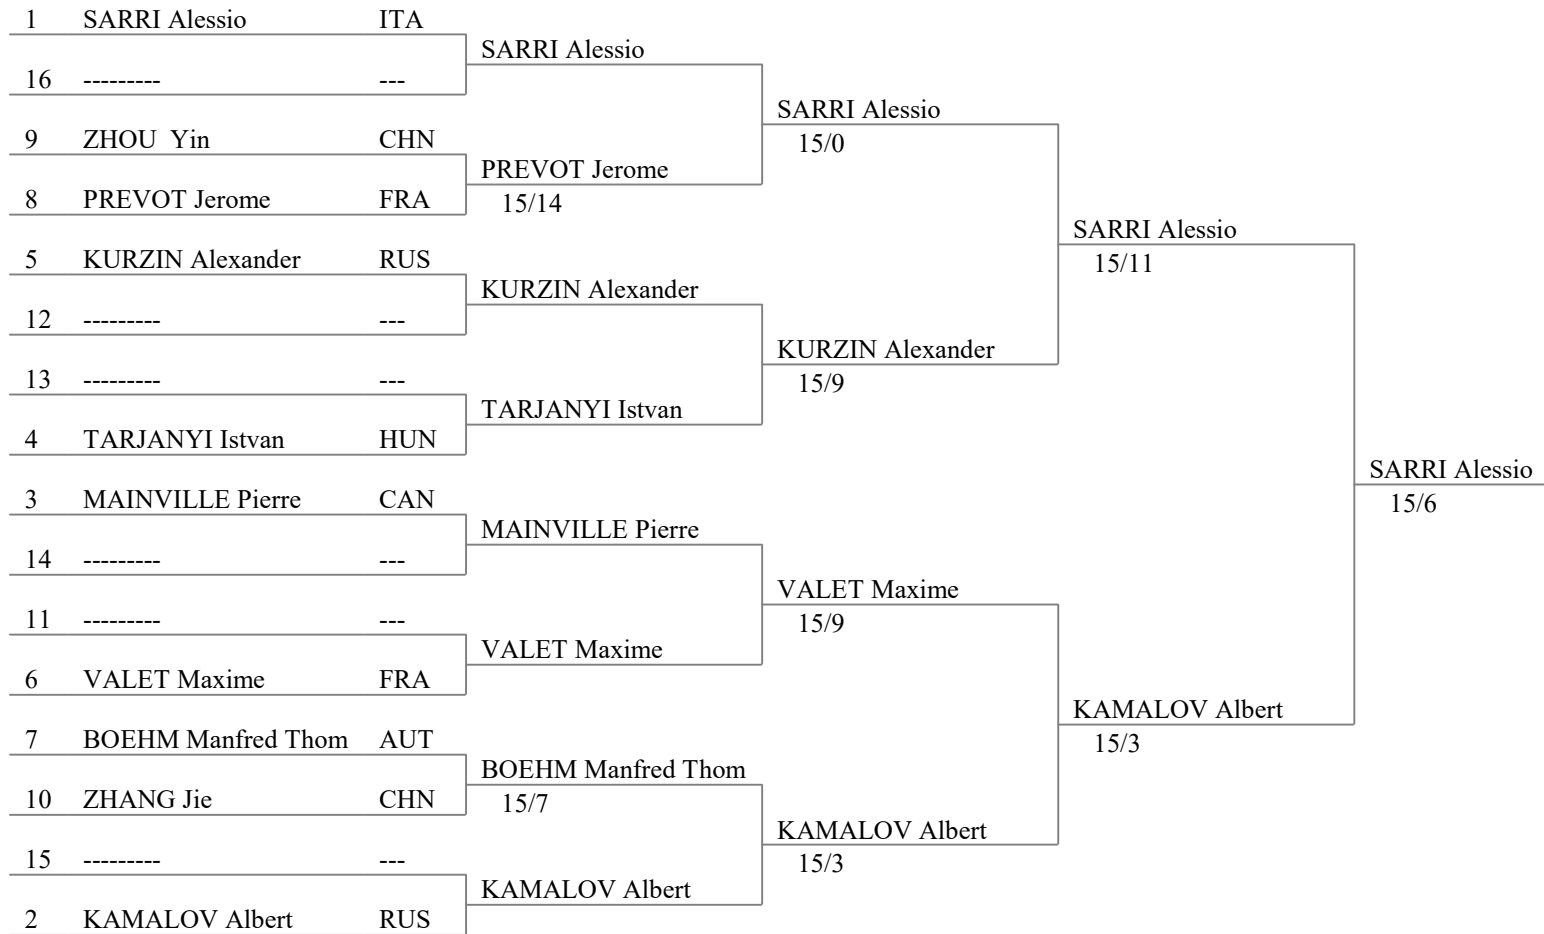 1 SARRI Alessio ITA
SARRI Alessio
16 --------- ---
SARRI Alessio
15/0
9 ZHOU  Yin CHN
PREVOT Jerome
15/14
8 PREVOT Jerome FRA
SARRI Alessio
15/11
5 KURZIN Alexander RUS
KURZIN Alexander
12 --------- ---
KURZIN Alexander
15/9
13 --------- ---
TARJANYI Istvan
4 TARJANYI Istvan HUN
SARRI Alessio
15/6
3 MAINVILLE Pierre CAN
MAINVILLE Pierre
14 --------- ---
VALET Maxime
15/9
11 --------- ---
VALET Maxime
6 VALET Maxime FRA
KAMALOV Albert
15/3
7 BOEHM Manfred Thom AUT
BOEHM Manfred Thom
15/7
10 ZHANG Jie CHN
KAMALOV Albert
15/3
15 --------- ---
KAMALOV Albert
2 KAMALOV Albert RUS